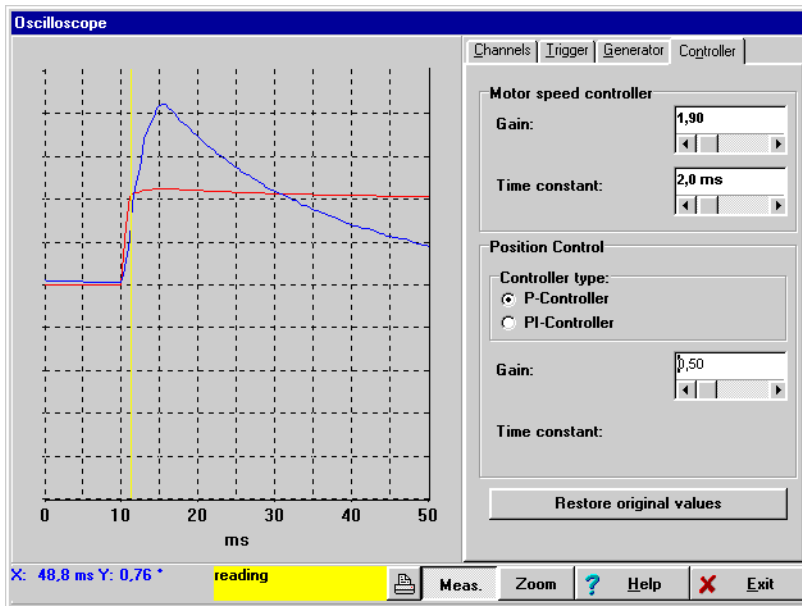 Oscilloscope
Channels
Trigger
Generator
Controller
Motor speed controller
Gain:
1,90
Time constant:
2,0 ms
Position Control
Controller type:
P-Controller
PI-Controller
Gain:
0,50
Time constant:
Restore original values
0 10 20 30 40 50
ms
X: 48,8 ms Y: 0,76 °
reading
Meas.
Zoom
? Help
Exit